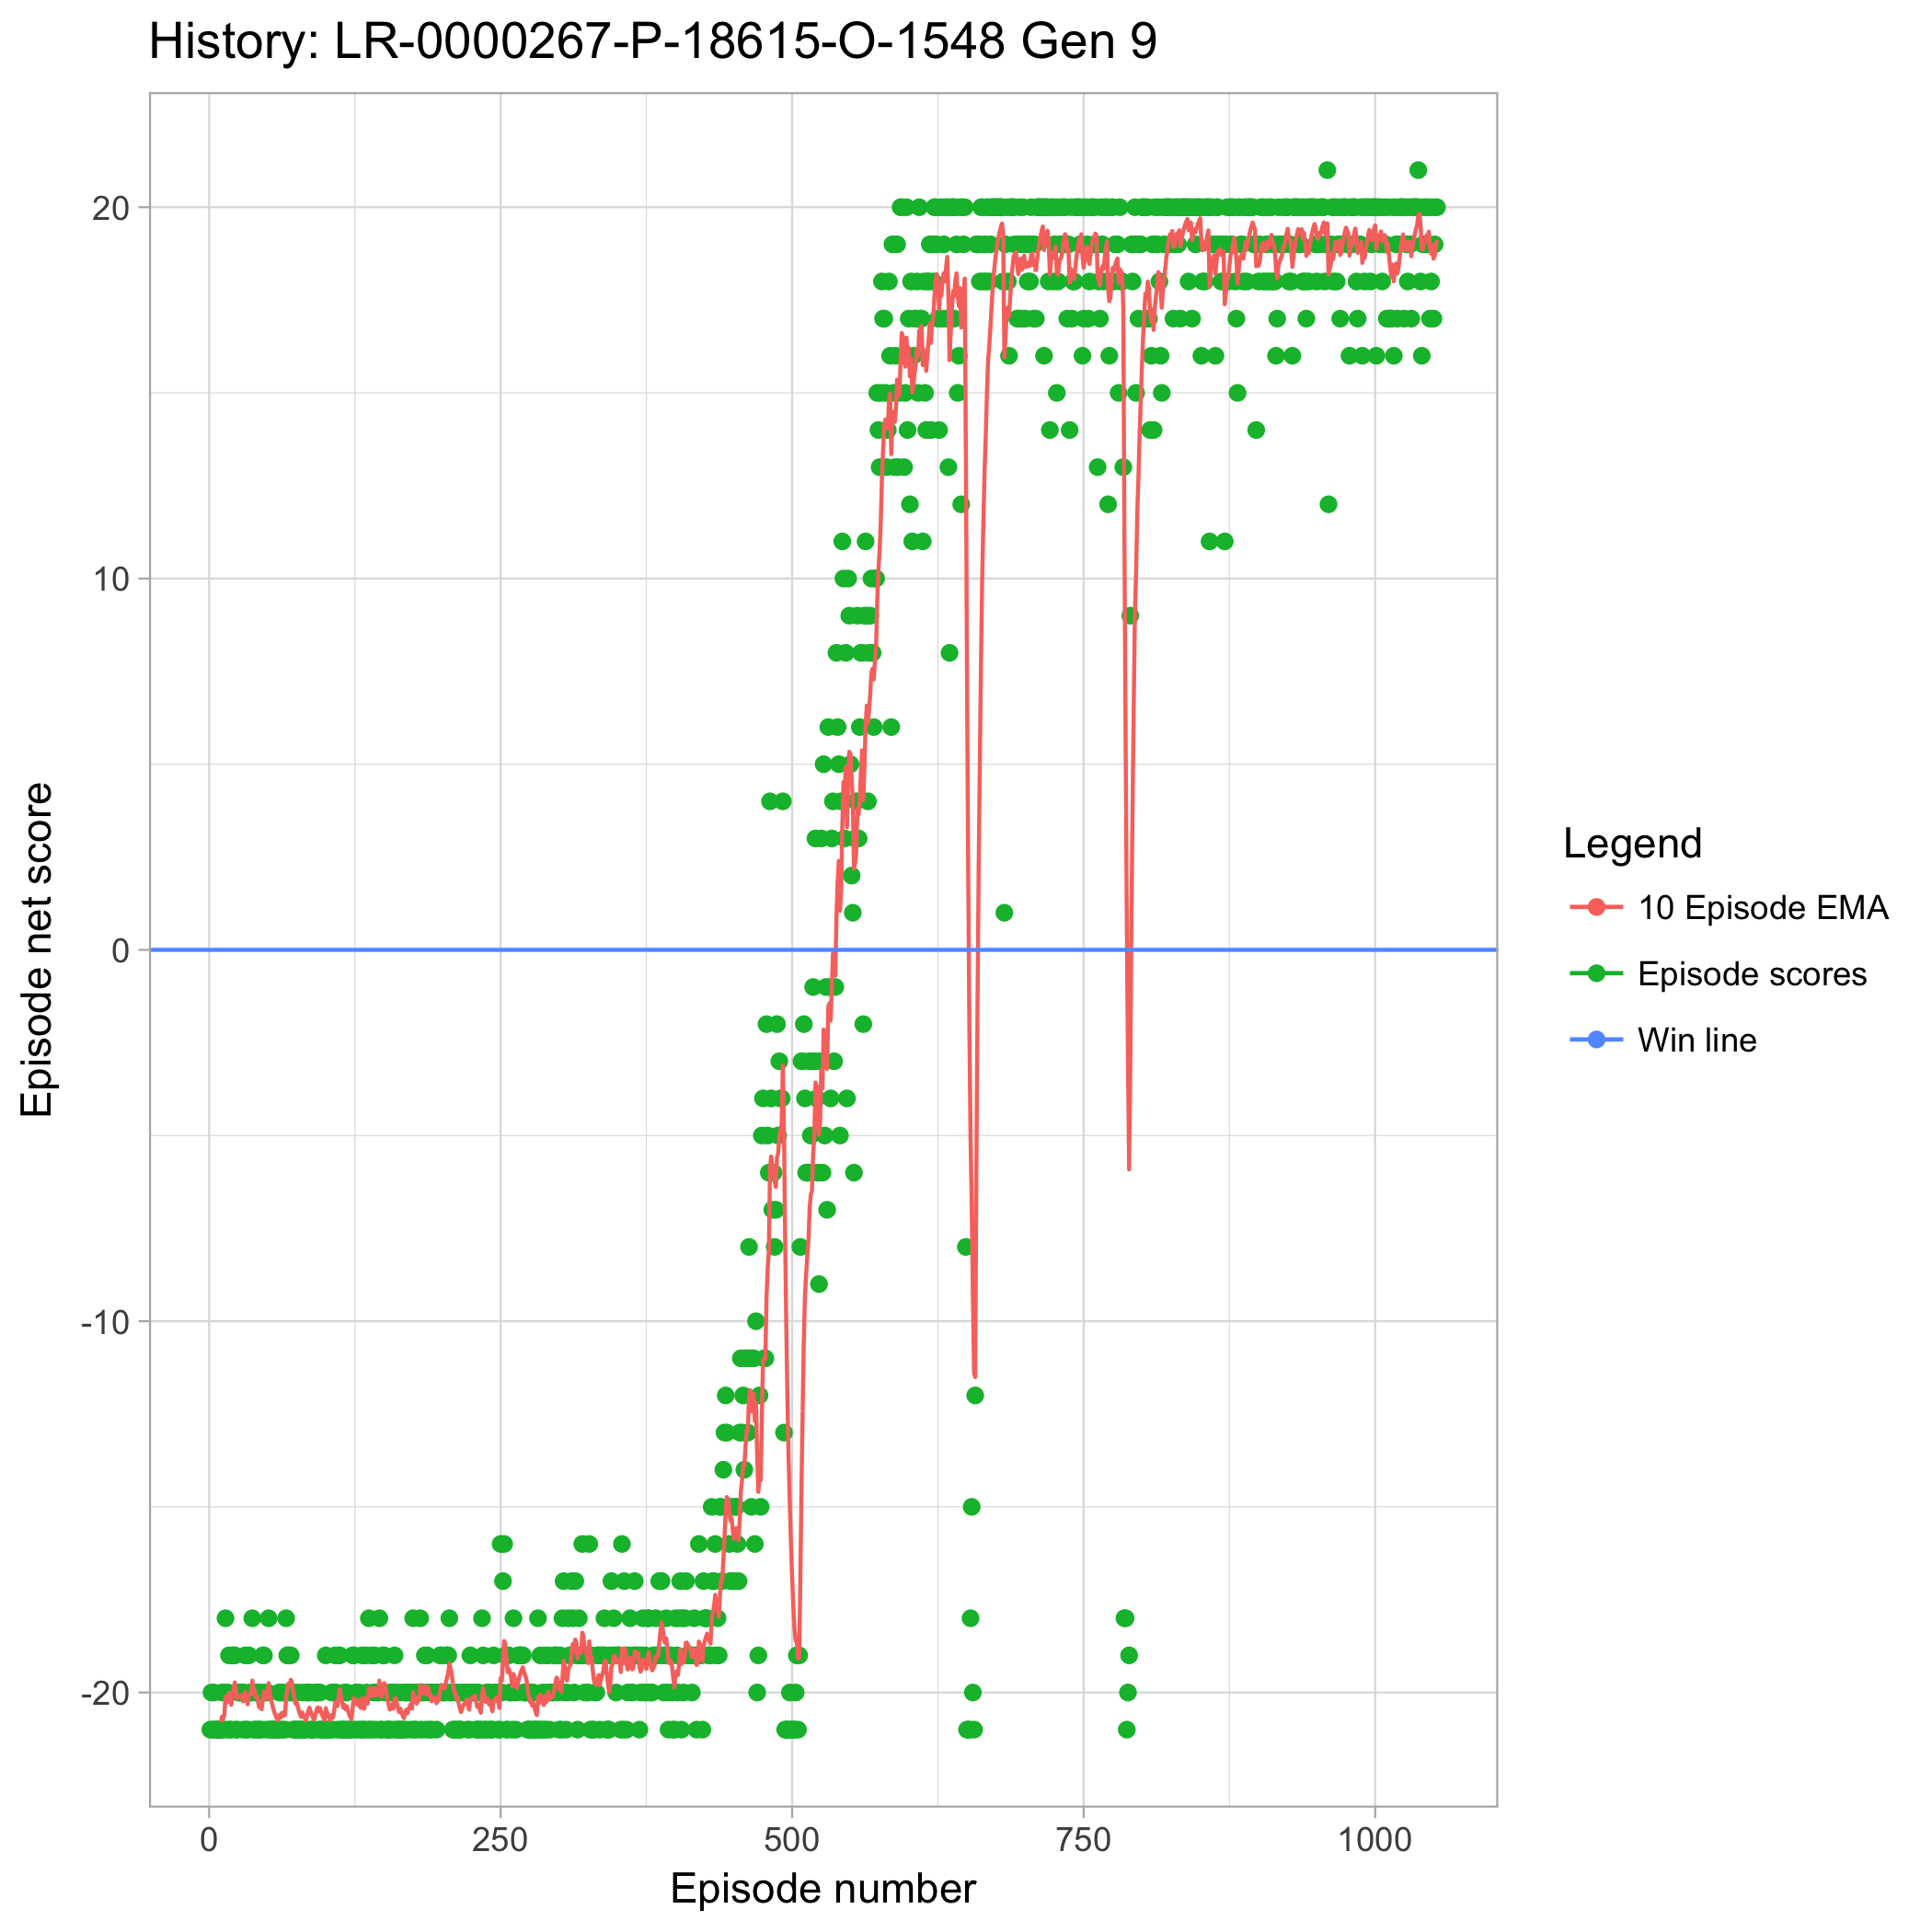 History: LR-0000267-P-18615-O-1548 Gen 9
20
10
0
-10
-20
Episode net score
0 250 500 750 1000
Episode number
Legend
10 Episode EMA
Episode scores
Win line